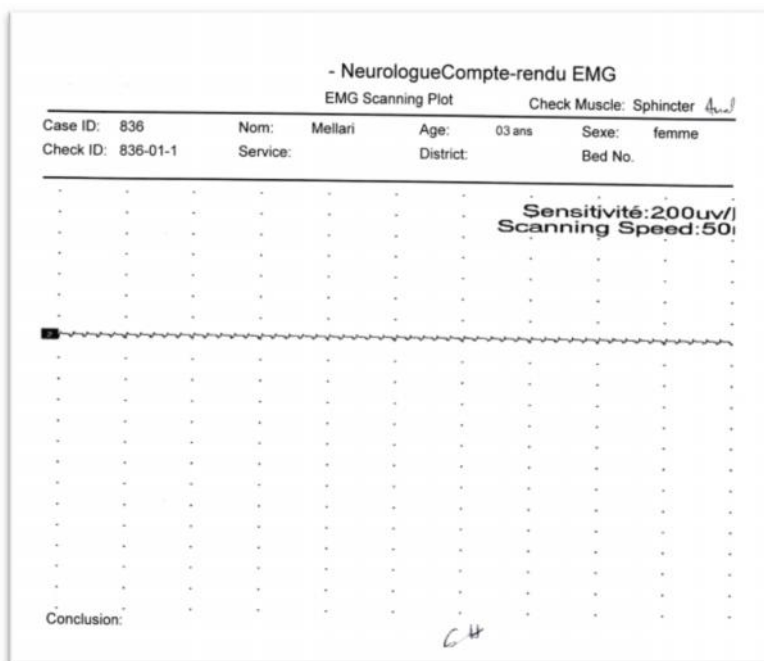 - NeurologueCompte-rendu EMG
EMG Scanning Plot Check Muscle: Sphincter Anal
Case ID: 836 Nom: Mellari Age: 03 ans Sexe: femme
Check ID: 836-01-1 Service: District: Bed No.
Sensitivité:200uv/
Scanning Speed:50
Conclusion: